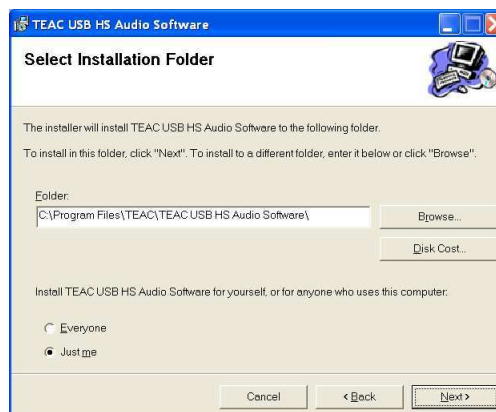 TEAC USB HS Audio Software
Select Installation Folder
The installer will install TEAC USB HS Audio Software to the following folder.
To install in this folder, click "Next". To install to a different folder, enter it below or click "Browse".
Folder:
C:\Program Files\TEAC\TEAC USB HS Audio Software\
Browse...
Disk Cost...
Install TEAC USB HS Audio Software for yourself, or for anyone who uses this computer:
Everyone
Just me
Cancel
< Back
Next >